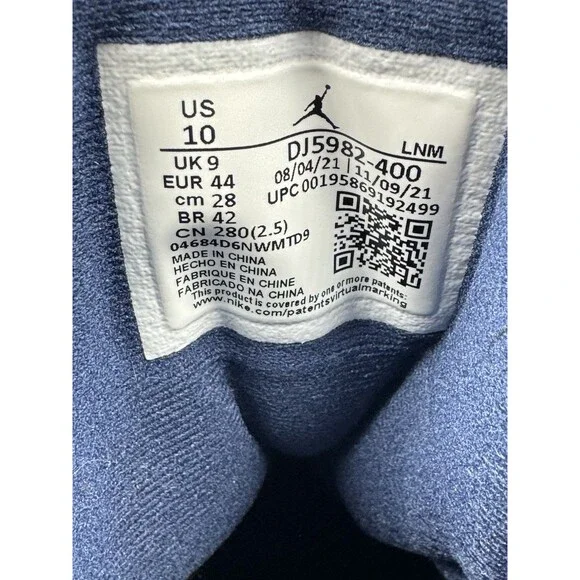 US
10
UK 9
EUR 44
cm 28
BR 42
CN 280(2.5)
04684D6NWMTD9
LNM
DJ5982-400
08/04/21 | 11/09/21
UPC 00195869192499
MADE IN CHINA
HECHO EN CHINA
FABRIQUE EN CHINE
FABRICADO NA CHINA
This product is covered by one or more patents:
www.nike.com/patentsvirtualmarking